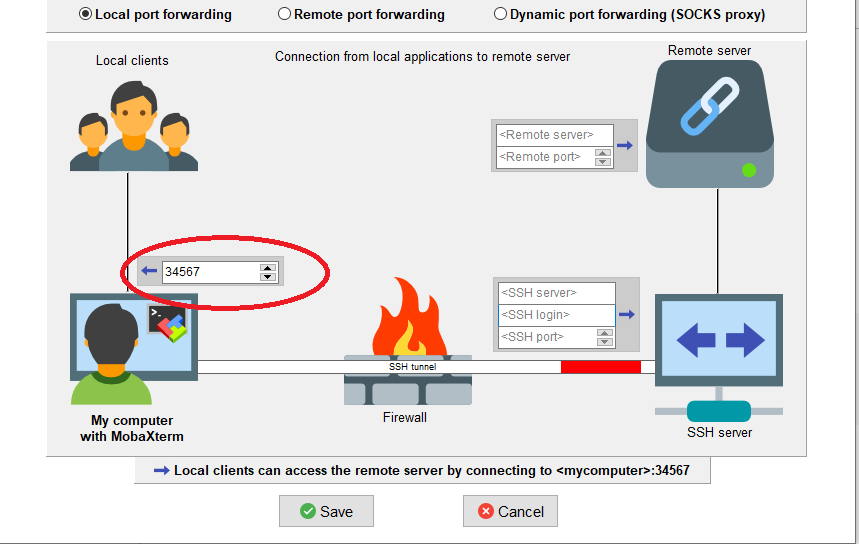 Local port forwarding
Remote port forwarding
Dynamic port forwarding (SOCKS proxy)
Local clients
Connection from local applications to remote server
Remote server
<Remote server>
<Remote port>
34567
>_
<SSH server>
<SSH login>
<SSH port>
SSH tunnel
My computer
with MobaXterm
Firewall
SSH server
Local clients can access the remote server by connecting to <mycomputer>:34567
Save
Cancel